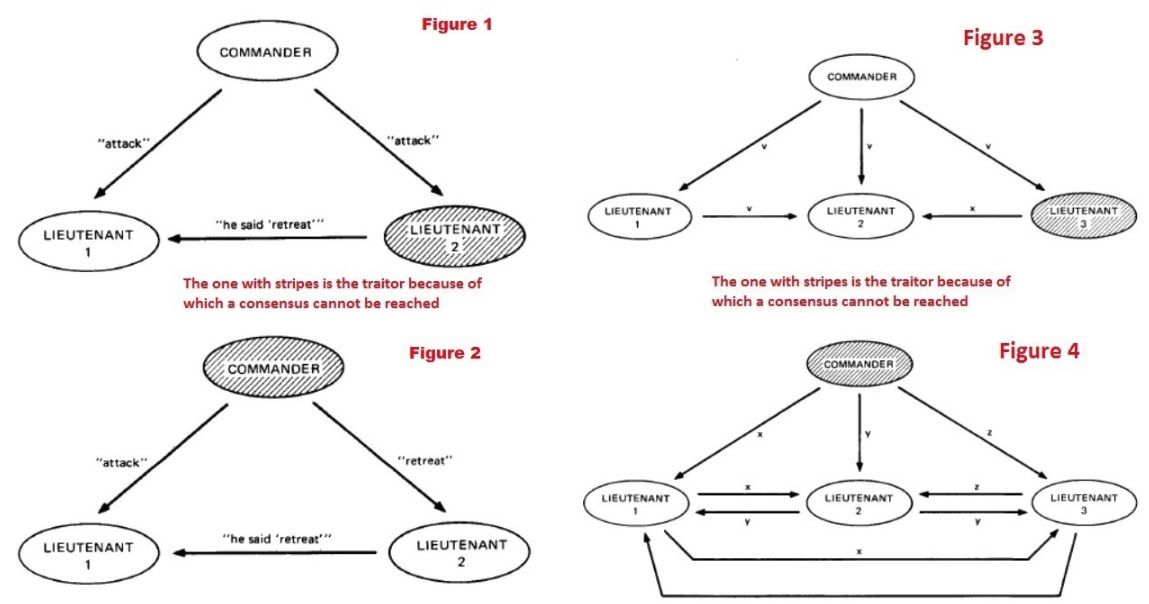 Figure 1
COMMANDER
"attack"
"attack"
LIEUTENANT
1
"he said 'retreat'"
LIEUTENANT
2
The one with stripes is the traitor because of
which a consensus cannot be reached
Figure 2
COMMANDER
"attack"
"retreat"
LIEUTENANT
1
"he said 'retreat'"
LIEUTENANT
2
Figure 3
COMMANDER
v
v
v
LIEUTENANT
1
v
LIEUTENANT
2
x
LIEUTENANT
3
The one with stripes is the traitor because of
which a consensus cannot be reached
Figure 4
COMMANDER
x
y
z
LIEUTENANT
1
x
y
LIEUTENANT
2
z
y
LIEUTENANT
3
x
z